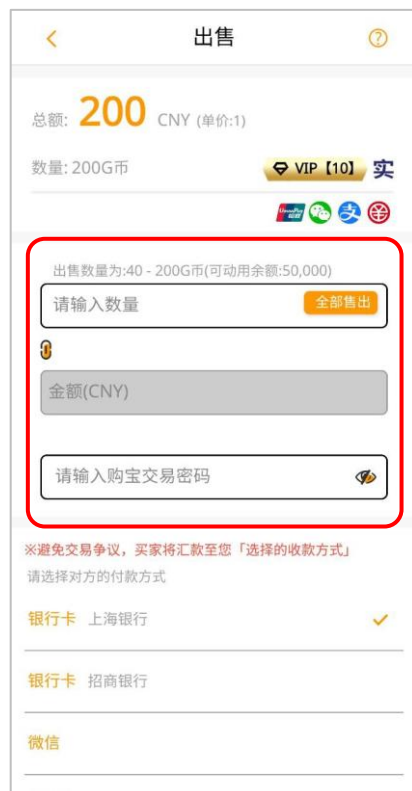 出售
总额: 200 CNY (单价:1)
数量: 200G币 VIP【10】 实
UnionPay 银联
出售数量为:40 - 200G币(可动用余额:50,000)
请输入数量 全部售出
金额(CNY)
请输入购宝交易密码
※避免交易争议，买家将汇款至您「选择的收款方式」
请选择对方的付款方式
银行卡 上海银行
银行卡 招商银行
微信